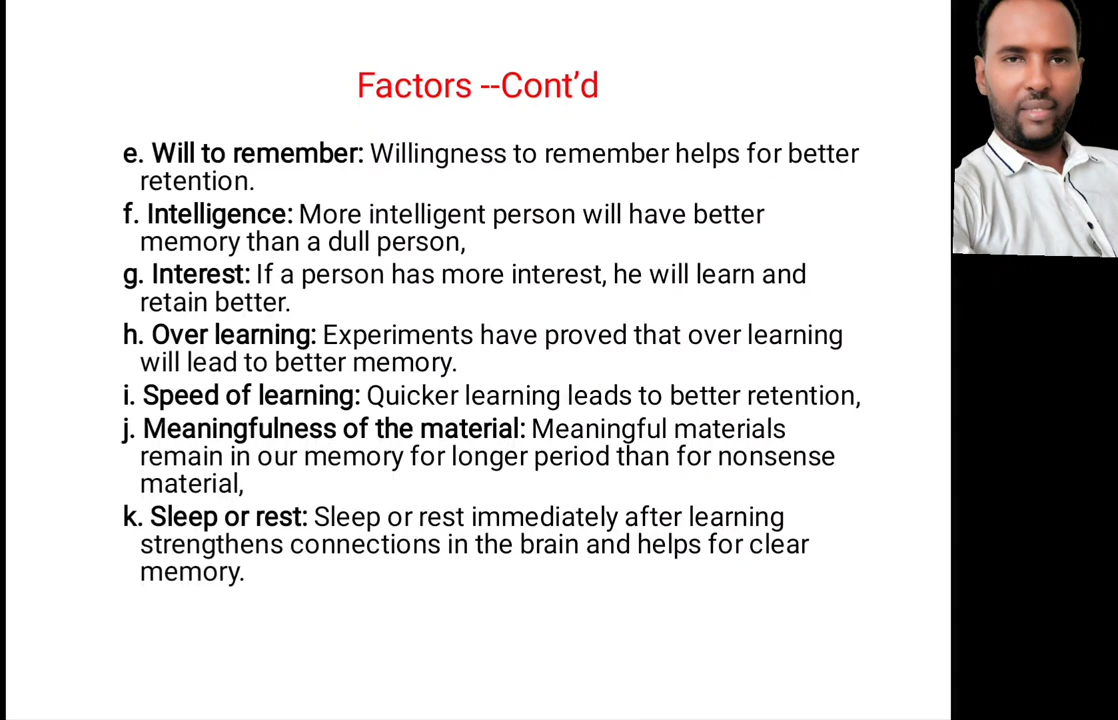 Factors --Cont’d
e. Will to remember: Willingness to remember helps for better
retention.
f. Intelligence: More intelligent person will have better
memory than a dull person,
g. Interest: If a person has more interest, he will learn and
retain better.
h. Over learning: Experiments have proved that over learning
will lead to better memory.
i. Speed of learning: Quicker learning leads to better retention,
j. Meaningfulness of the material: Meaningful materials
remain in our memory for longer period than for nonsense
material,
k. Sleep or rest: Sleep or rest immediately after learning
strengthens connections in the brain and helps for clear
memory.